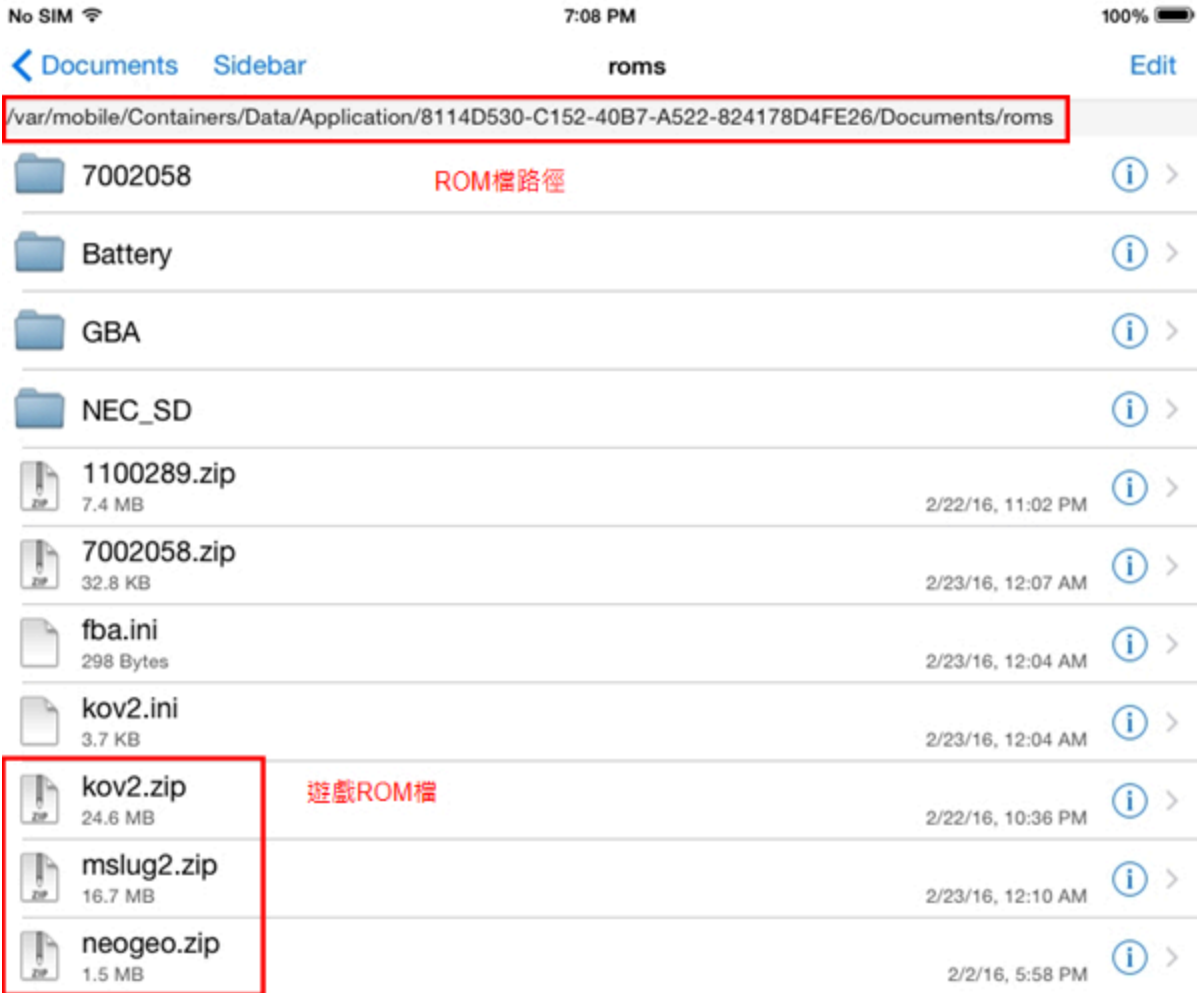 No SIM 7:08 PM 100%
Documents Sidebar roms Edit
/var/mobile/Containers/Data/Application/8114D530-C152-40B7-A522-824178D4FE26/Documents/roms
7002058
ROM檔路徑
Battery
GBA
NEC_SD
1100289.zip
ZIP 7.4 MB 2/22/16, 11:02 PM
7002058.zip
ZIP 32.8 KB 2/23/16, 12:07 AM
fba.ini
298 Bytes 2/23/16, 12:04 AM
kov2.ini
3.7 KB 2/23/16, 12:04 AM
kov2.zip
遊戲ROM檔
ZIP 24.6 MB 2/22/16, 10:36 PM
mslug2.zip
ZIP 16.7 MB 2/23/16, 12:10 AM
neogeo.zip
ZIP 1.5 MB 2/2/16, 5:58 PM